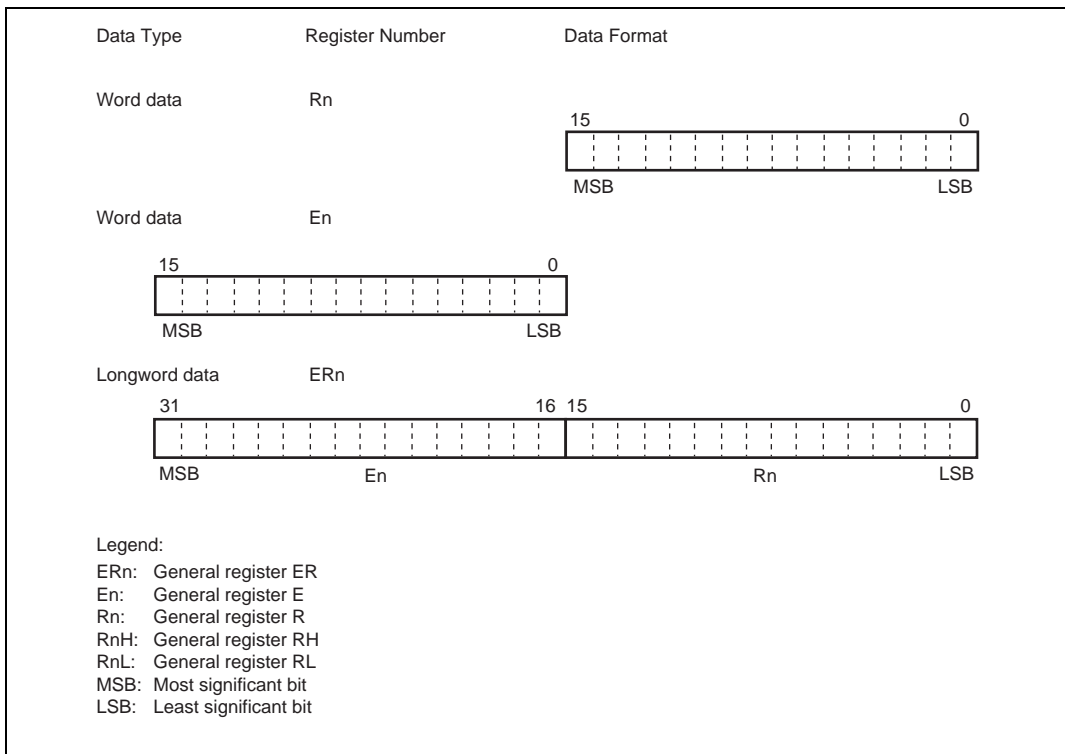 Data Type Register Number Data Format
Word data Rn
15 0
MSB LSB
Word data En
15 0
MSB LSB
Longword data ERn
31 16 15 0
MSB En Rn LSB
Legend:
ERn: General register ER
En: General register E
Rn: General register R
RnH: General register RH
RnL: General register RL
MSB: Most significant bit
LSB: Least significant bit